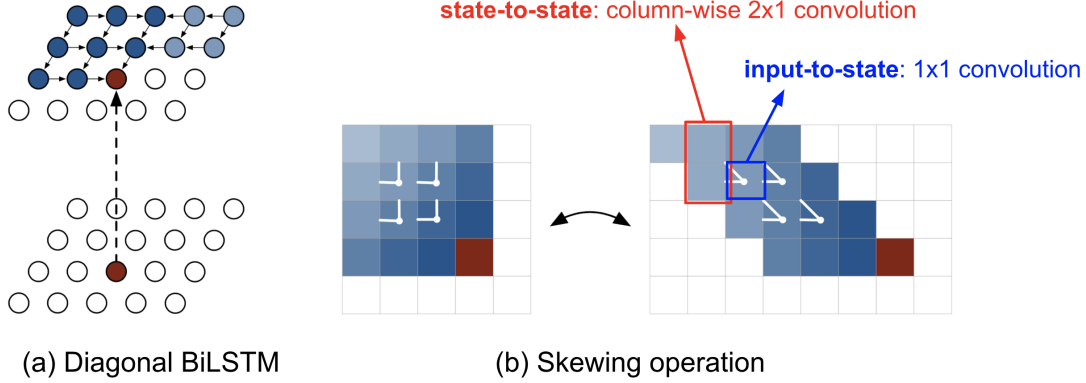 state-to-state: column-wise 2x1 convolution
input-to-state: 1x1 convolution
(a) Diagonal BiLSTM
(b) Skewing operation